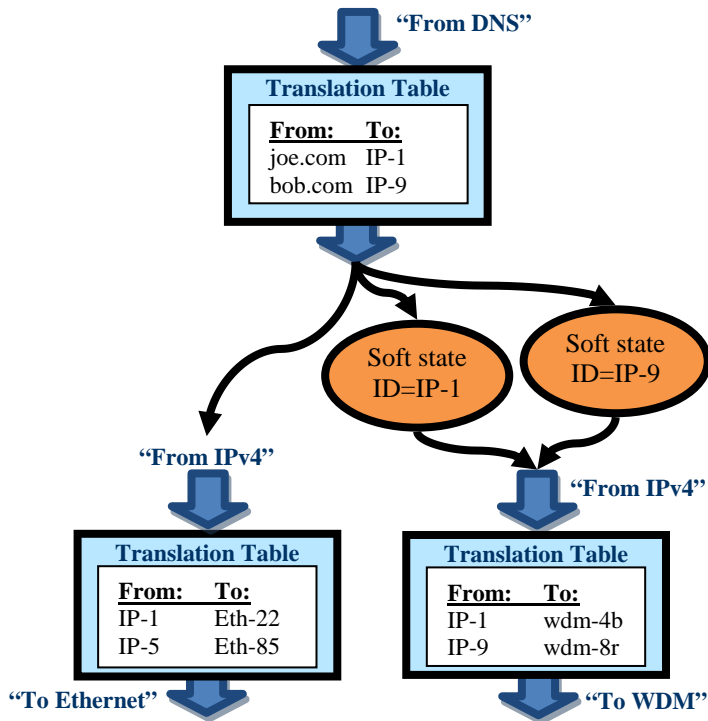 “From DNS”
Translation Table
From: To:
joe.com IP-1
bob.com IP-9
Soft state
ID=IP-1
Soft state
ID=IP-9
“From IPv4”
Translation Table
From: To:
IP-1 Eth-22
IP-5 Eth-85
“To Ethernet”
“From IPv4”
Translation Table
From: To:
IP-1 wdm-4b
IP-9 wdm-8r
“To WDM”